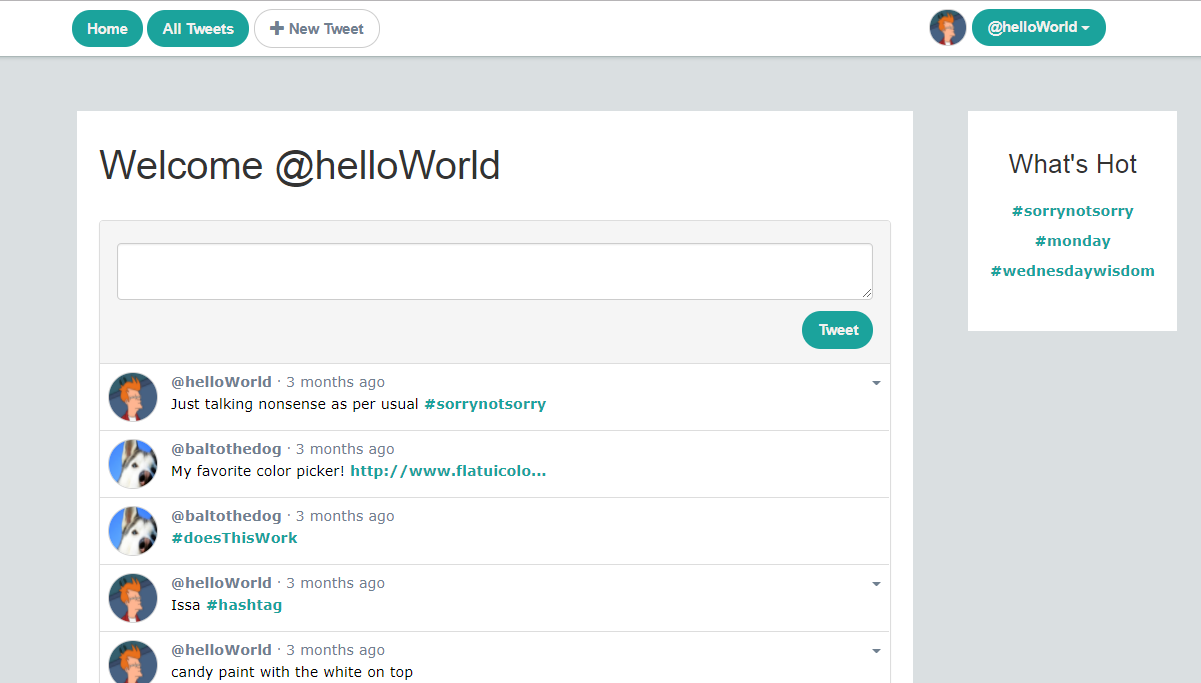 Home All Tweets New Tweet @helloWorld
Welcome @helloWorld
Tweet
@helloWorld · 3 months ago
Just talking nonsense as per usual #sorrynotsorry
@baltothedog · 3 months ago
My favorite color picker! http://www.flatuicolo...
@baltothedog · 3 months ago
#doesThisWork
@helloWorld · 3 months ago
Issa #hashtag
@helloWorld · 3 months ago
candy paint with the white on top
What's Hot
#sorrynotsorry
#monday
#wednesdaywisdom